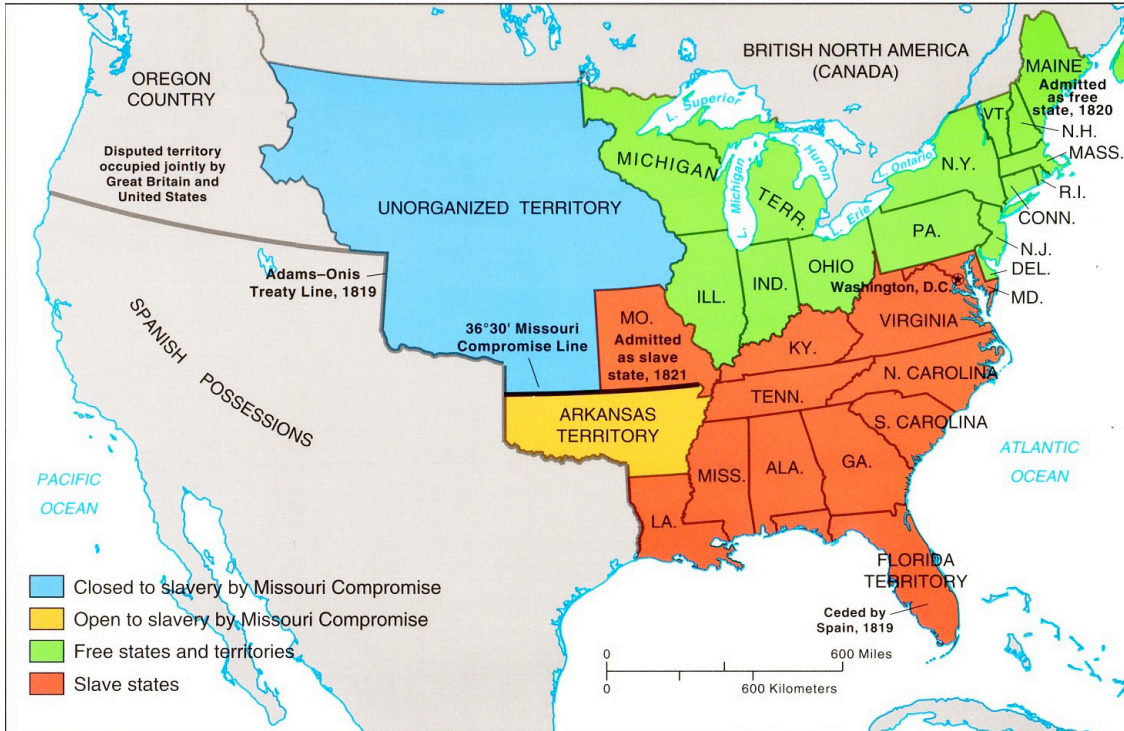 OREGON
COUNTRY
Disputed territory
occupied jointly by
Great Britain and
United States
BRITISH NORTH AMERICA
(CANADA)
MAINE
Admitted
as free
state, 1820
L. Superior
VT.
N.H.
MASS.
L. Huron
L. Ontario
N.Y.
MICHIGAN
TERR.
L. Michigan
R.I.
CONN.
UNORGANIZED TERRITORY
L. Erie
PA.
N.J.
DEL.
MD.
Adams–Onis
Treaty Line, 1819
OHIO
IND.
ILL.
Washington, D.C.
SPANISH POSSESSIONS
36°30' Missouri
Compromise Line
MO.
Admitted
as slave
state, 1821
VIRGINIA
KY.
N. CAROLINA
TENN.
ARKANSAS
TERRITORY
S. CAROLINA
ATLANTIC
OCEAN
PACIFIC
OCEAN
MISS.
ALA.
GA.
LA.
FLORIDA
TERRITORY
Ceded by
Spain, 1819
Closed to slavery by Missouri Compromise
Open to slavery by Missouri Compromise
Free states and territories
Slave states
0 600 Miles
0 600 Kilometers